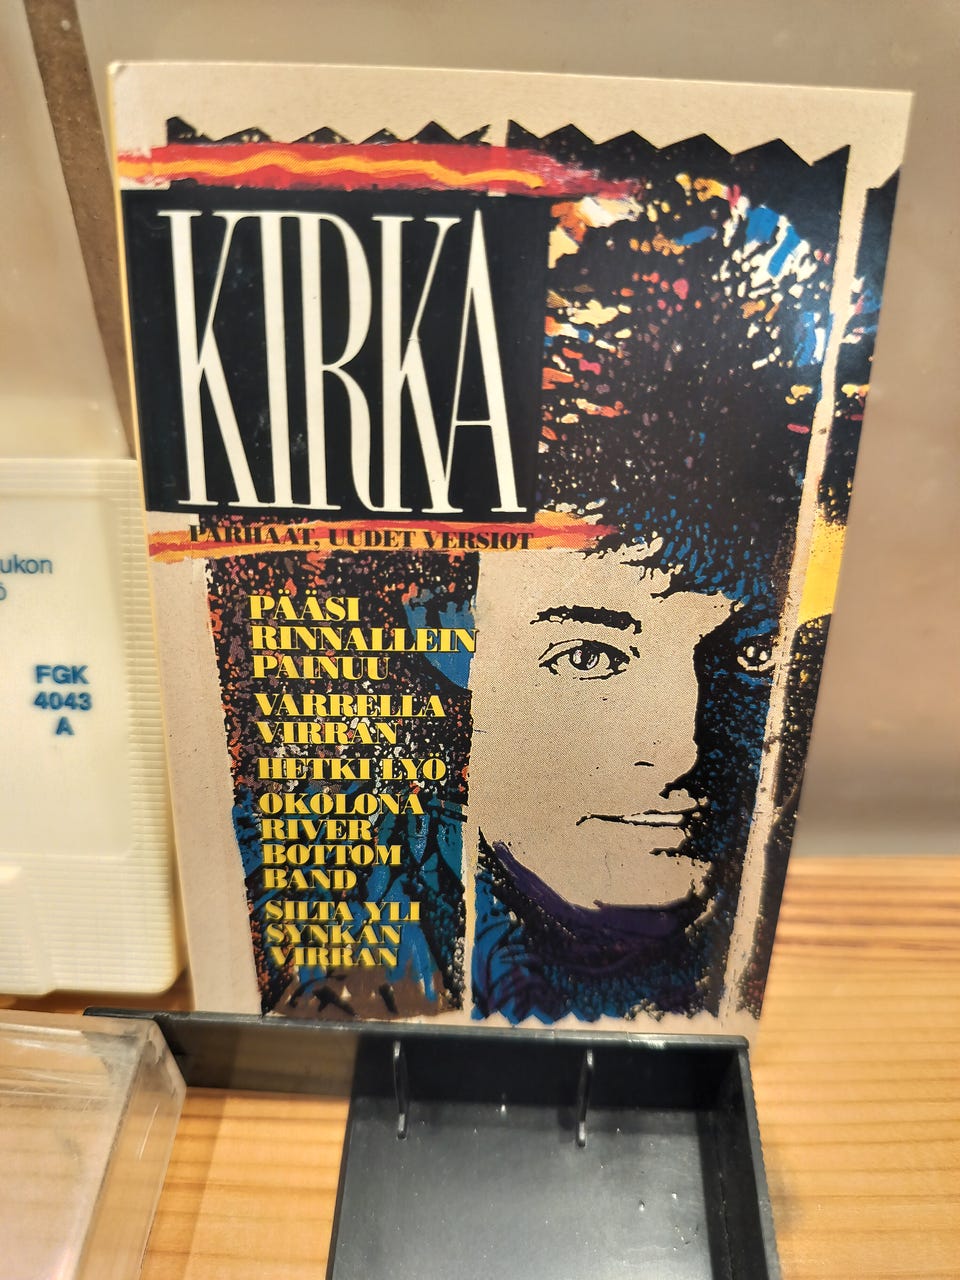 KIRKA
PARHAAT, UUDET VERSIOT
PÄÄSI
RINNALLEIN
PAINUU
VARRELLA
VIRRAN
HETKI LYÖ
OKOLONA
RIVER
BOTTOM
BAND
SILTA YLI
SYNKÄN
VIRRAN
ukon
ö
FGK
4043
A